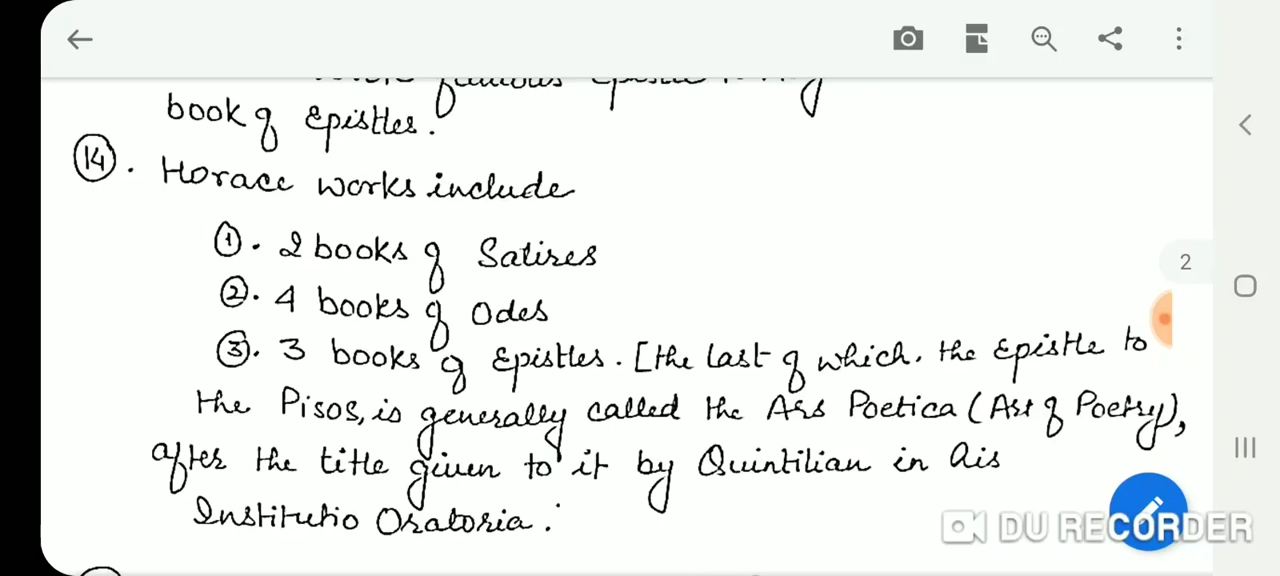 famous Epistle
book of Epistles.
14. Horace works include
1. 2 books of Satires
2. 4 books of Odes
2
3. 3 books of Epistles. [the last of which. the Epistle to
the Pisos, is generally called the Ars Poetica (Art of Poetry),
after the title given to it by Quintilian in his
Institutio Oratoria.
DU RECORDER